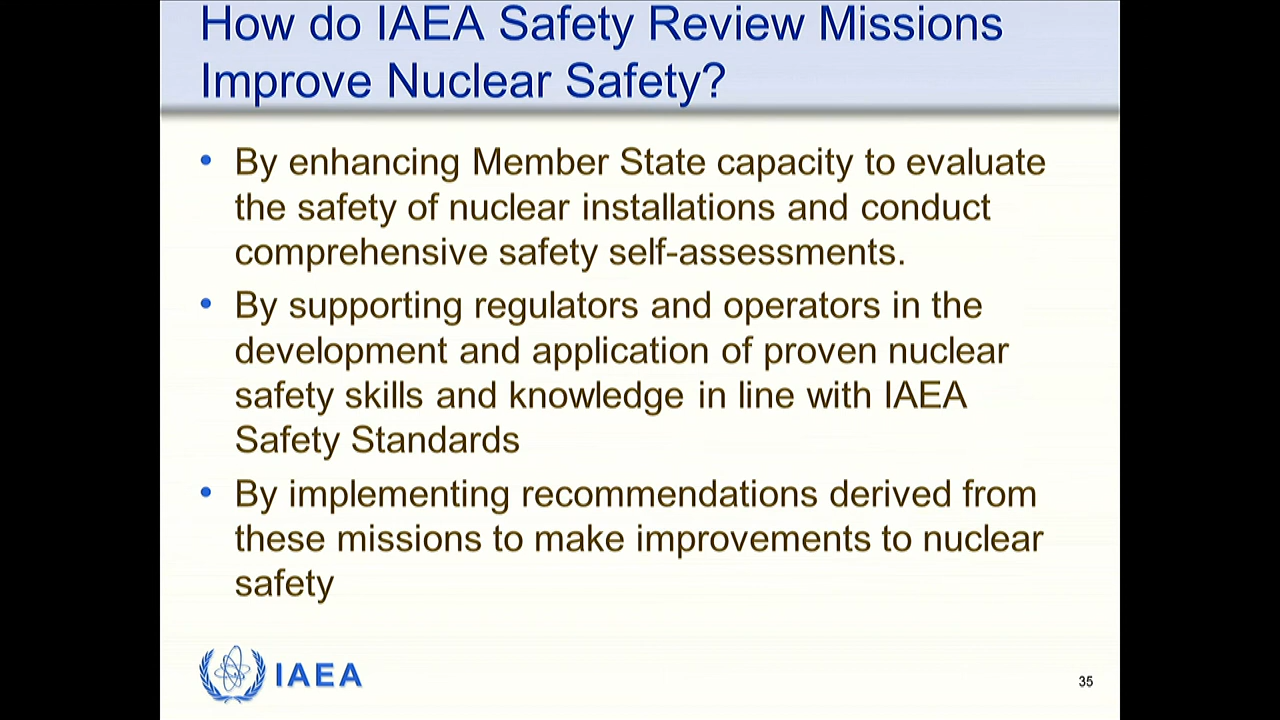 How do IAEA Safety Review Missions
Improve Nuclear Safety?
• By enhancing Member State capacity to evaluate
the safety of nuclear installations and conduct
comprehensive safety self-assessments.
• By supporting regulators and operators in the
development and application of proven nuclear
safety skills and knowledge in line with IAEA
Safety Standards
• By implementing recommendations derived from
these missions to make improvements to nuclear
safety
IAEA
35